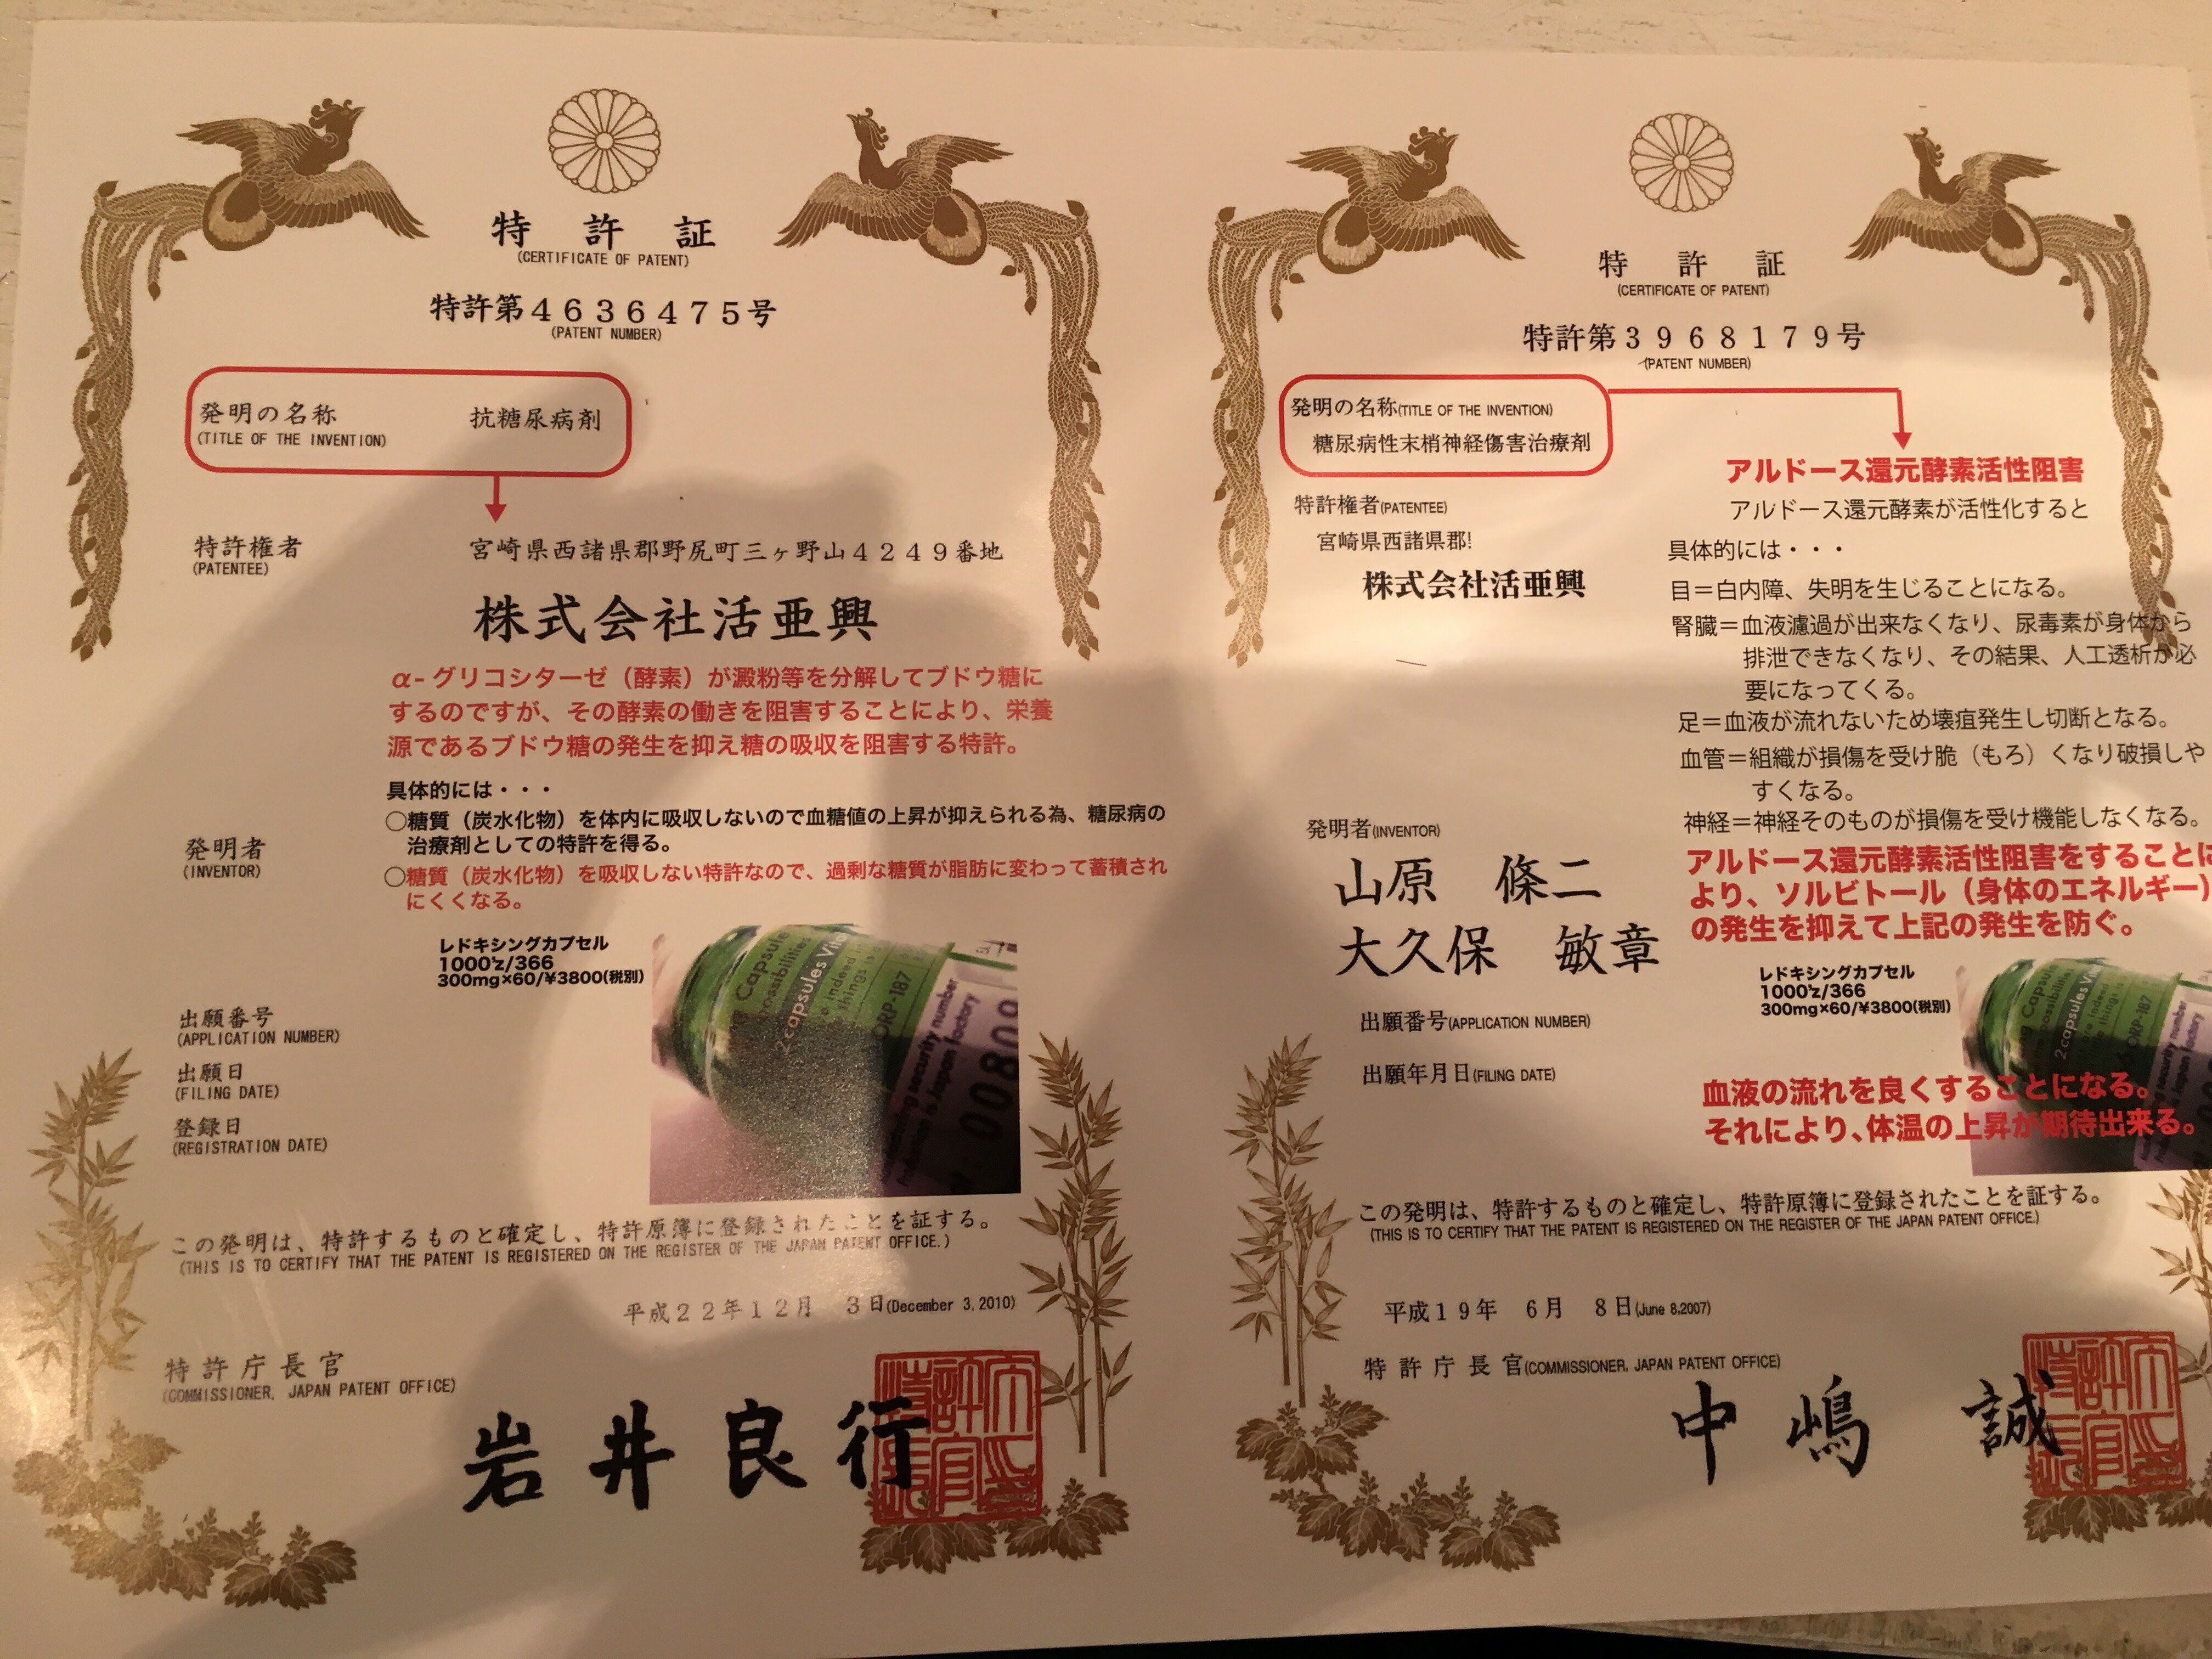 特許証
(CERTIFICATE OF PATENT)
特許第4636475号
(PATENT NUMBER)
発明の名称 抗糖尿病剤
(TITLE OF THE INVENTION)
特許権者 宮崎県西諸県郡野尻町三ヶ野山4249番地
(PATENTEE)
株式会社活亜興
α-グリコシターゼ（酵素）が澱粉等を分解してブドウ糖に
するのですが、その酵素の働きを阻害することにより、栄養
源であるブドウ糖の発生を抑え糖の吸収を阻害する特許。
具体的には・・・
○糖質（炭水化物）を体内に吸収しないので血糖値の上昇が抑えられる為、糖尿病の
治療剤としての特許を得る。
○糖質（炭水化物）を吸収しない特許なので、過剰な糖質が脂肪に変わって蓄積され
にくくなる。
発明者
(INVENTOR)
レドキシングカプセル
1000'z/366
300mg×60/¥3800(税別)
Capsule
possibilities
2capsules Vita
indeed
things is
ORP-187
security number
Production is Japan factory
出願番号
(APPLICATION NUMBER)
出願日
(FILING DATE)
登録日
(REGISTRATION DATE)
この発明は、特許するものと確定し、特許原簿に登録されたことを証する。
(THIS IS TO CERTIFY THAT THE PATENT IS REGISTERED ON THE REGISTER OF THE JAPAN PATENT OFFICE.)
平成22年12月 3日(December 3,2010)
特許庁長官
(COMMISSIONER, JAPAN PATENT OFFICE)
岩井良行
特許証
(CERTIFICATE OF PATENT)
特許第3968179号
(PATENT NUMBER)
発明の名称(TITLE OF THE INVENTION)
糖尿病性末梢神経傷害治療剤
特許権者(PATENTEE)
宮崎県西諸県郡!
株式会社活亜興
アルドース還元酵素活性阻害
アルドース還元酵素が活性化すると
具体的には・・・
目＝白内障、失明を生じることになる。
腎臓＝血液濾過が出来なくなり、尿毒素が身体から
排泄できなくなり、その結果、人工透析が必
要になってくる。
足＝血液が流れないため壊疽発生し切断となる。
血管＝組織が損傷を受け脆（もろ）くなり破損しや
すくなる。
神経＝神経そのものが損傷を受け機能しなくなる。
アルドース還元酵素活性阻害をすることに
より、ソルビトール（身体のエネルギー）
の発生を抑えて上記の発生を防ぐ。
発明者(INVENTOR)
山原 條二
大久保 敏章
レドキシングカプセル
1000'z/366
300mg×60/¥3800(税別)
2capsules Vita
ORP-187
出願番号(APPLICATION NUMBER)
出願年月日(FILING DATE)
血液の流れを良くすることになる。
それにより、体温の上昇が期待出来る。
この発明は、特許するものと確定し、特許原簿に登録されたことを証する。
(THIS IS TO CERTIFY THAT THE PATENT IS REGISTERED ON THE REGISTER OF THE JAPAN PATENT OFFICE.)
平成19年 6月 8日(June 8,2007)
特許庁長官(COMMISSIONER, JAPAN PATENT OFFICE)
中嶋 誠